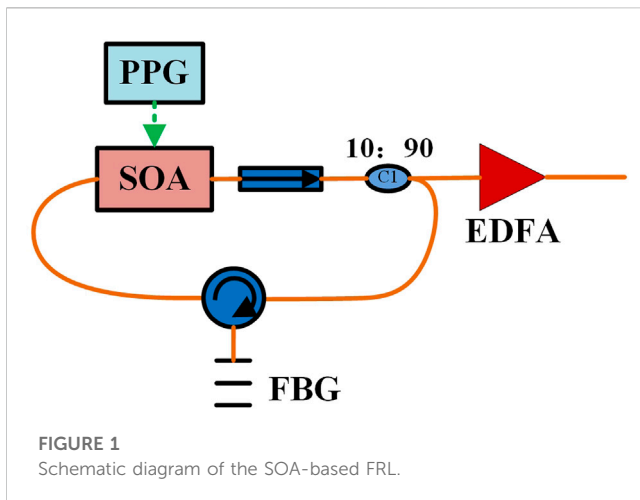 PPG
SOA
10：90
C1
EDFA
FBG
FIGURE 1
Schematic diagram of the SOA-based FRL.